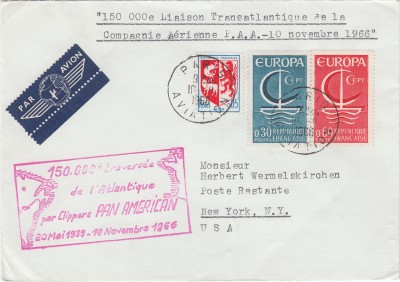 "150 000e Liaison Transatlantique de la
Compagnie Aérienne P.A.A.-10 novembre 1966"
PAR AVION
AVIATION
EUROPA
CEPT
0,30
REPUBLIQUE
FRANÇAISE
EUROPA
CEPT
0,60
REPUBLIQUE
FRANÇAISE
150.000e traversée
de l'Atlantique
par Clippers PAN AMERICAN
20 Mai 1939-10 Novembre 1966
Monsieur
Herbert Wermelskirchen
Poste Restante
New York, N.Y.
U S A